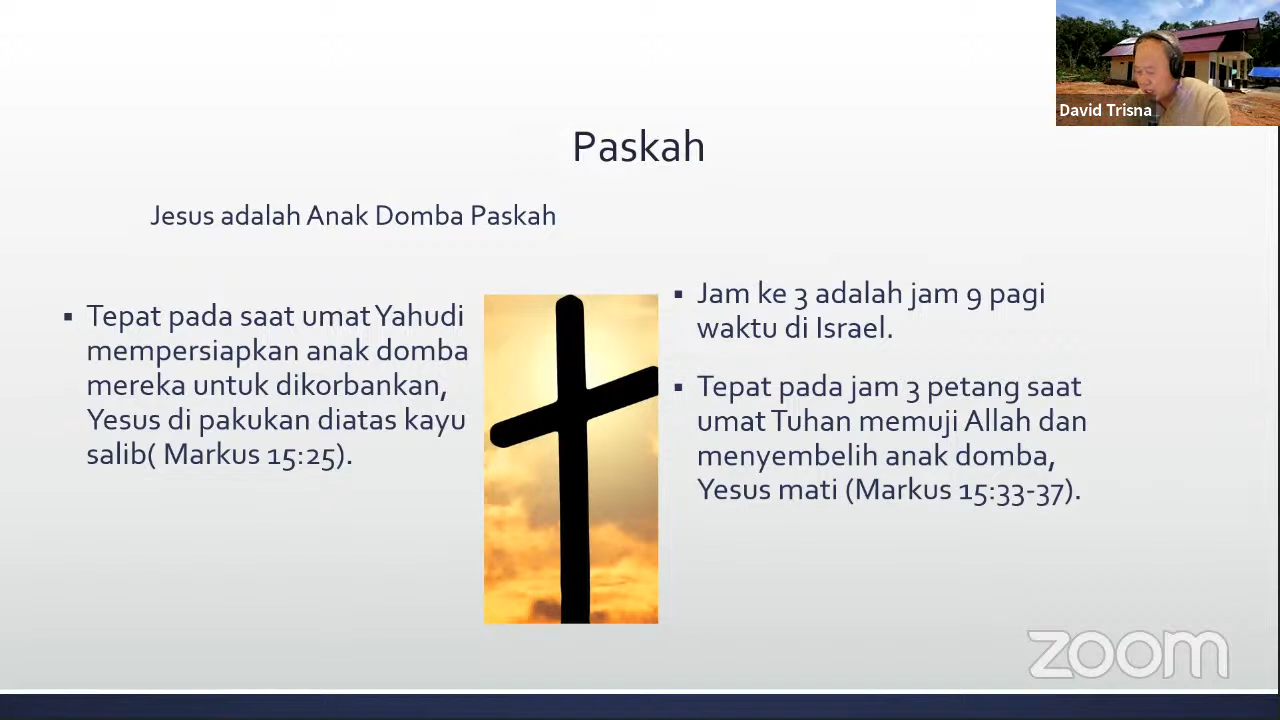 David Trisna
Paskah
Jesus adalah Anak Domba Paskah
▪ Tepat pada saat umat Yahudi
mempersiapkan anak domba
mereka untuk dikorbankan,
Yesus di pakukan diatas kayu
salib( Markus 15:25).
▪ Jam ke 3 adalah jam 9 pagi
waktu di Israel.
▪ Tepat pada jam 3 petang saat
umat Tuhan memuji Allah dan
menyembelih anak domba,
Yesus mati (Markus 15:33-37).
zoom